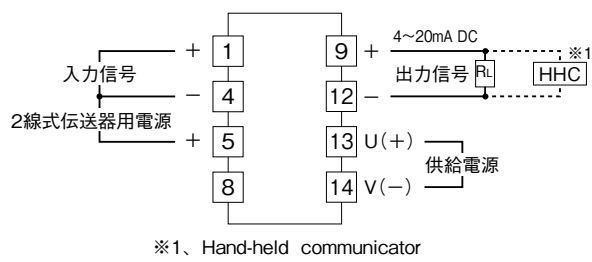 4～20mA DC
＋ 1 9 ＋ ※1
入力信号 出力信号 RL HHC
－ 4 12 －
2線式伝送器用電源
＋ 5 13 U(＋)
供給電源
8 14 V(－)
※1、Hand-held communicator